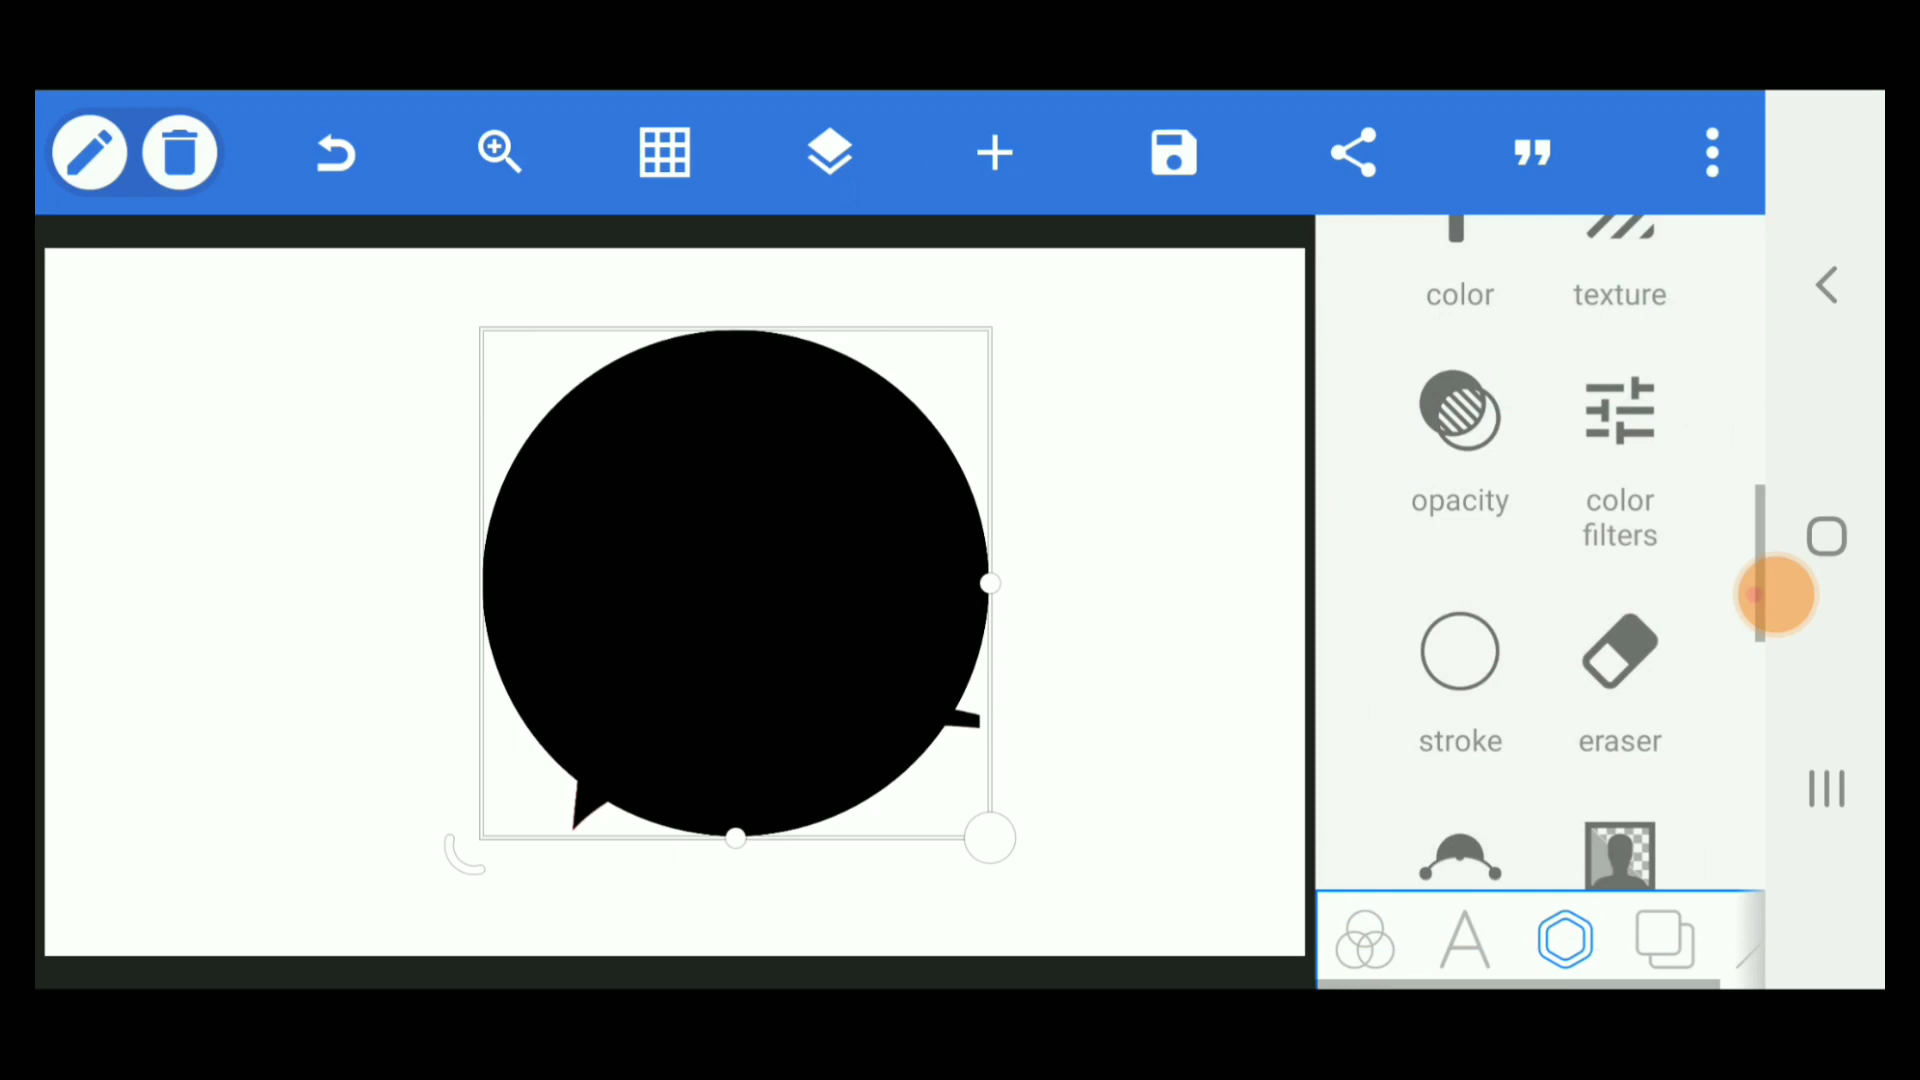 color
texture
opacity
color
filters
stroke
eraser